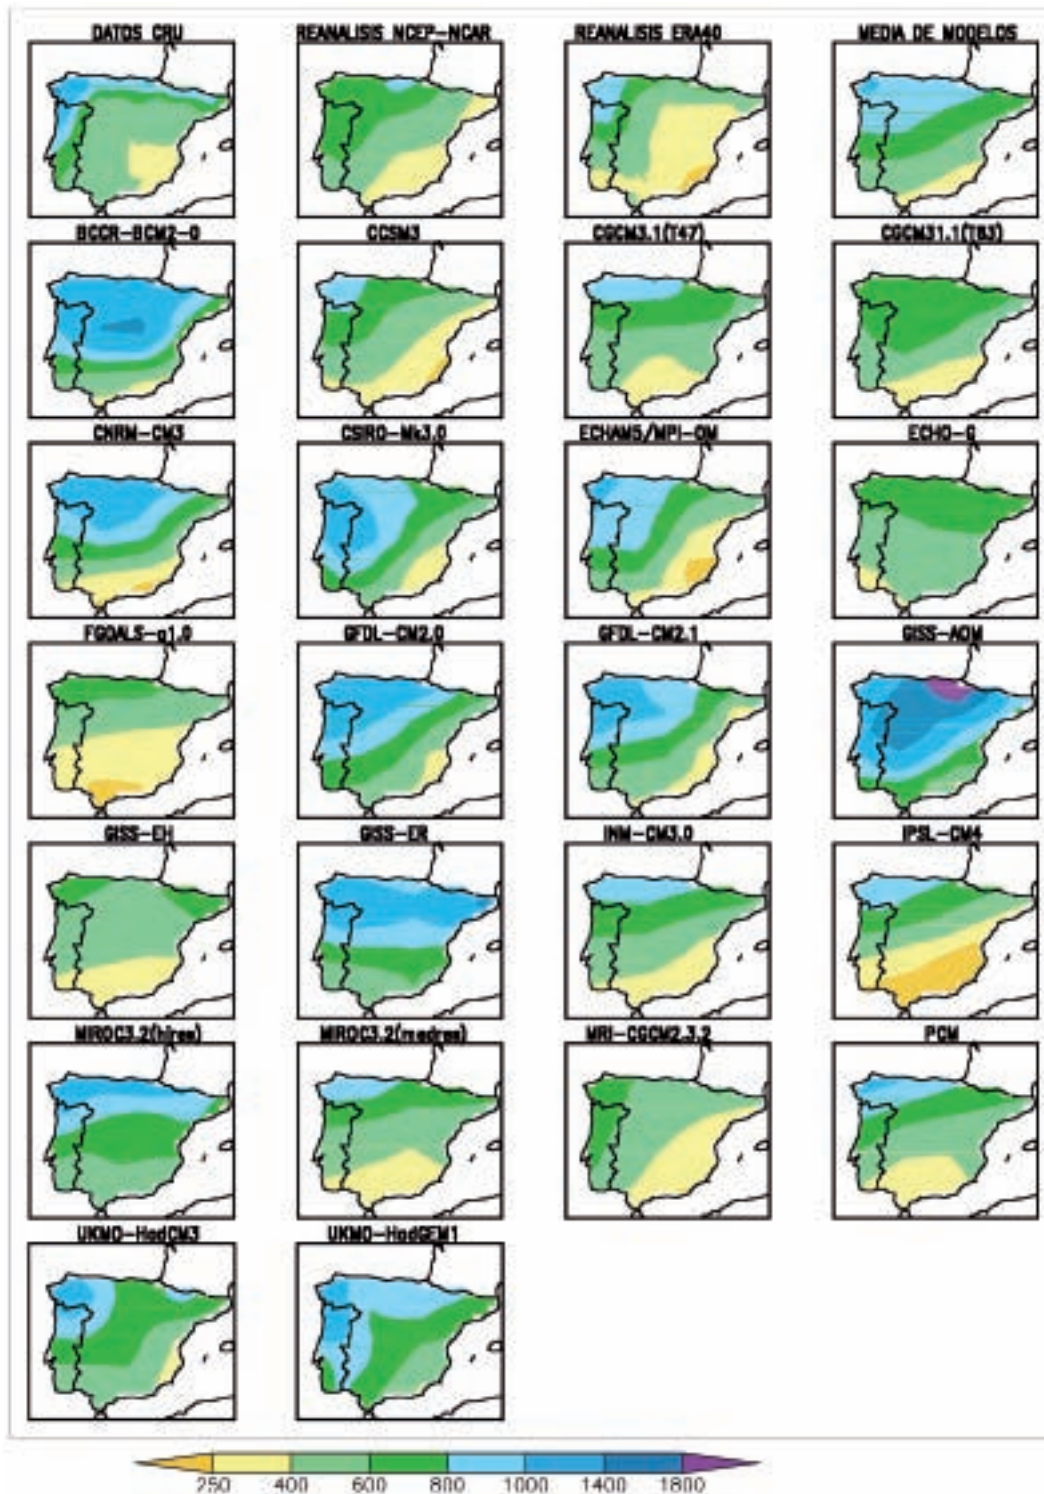 DATOS CRU
REANALISIS NCEP-NCAR
REANALISIS ERA40
MEDIA DE MODELOS
BCCR-BCM2-0
CCSM3
CGCM3.1(T47)
CGCM31.1(T63)
CNRM-CM3
CSIRO-Mk3.0
ECHAM5/MPI-OM
ECHO-G
FGOALS-g1.0
GFDL-CM2.0
GFDL-CM2.1
GISS-AOM
GISS-EH
GISS-ER
INM-CM3.0
IPSL-CM4
MIROC3.2(hires)
MIROC3.2(medres)
MRI-CGCM2.3.2
PCM
UKMO-HadCM3
UKMO-HadGEM1
250 400 600 800 1000 1400 1800